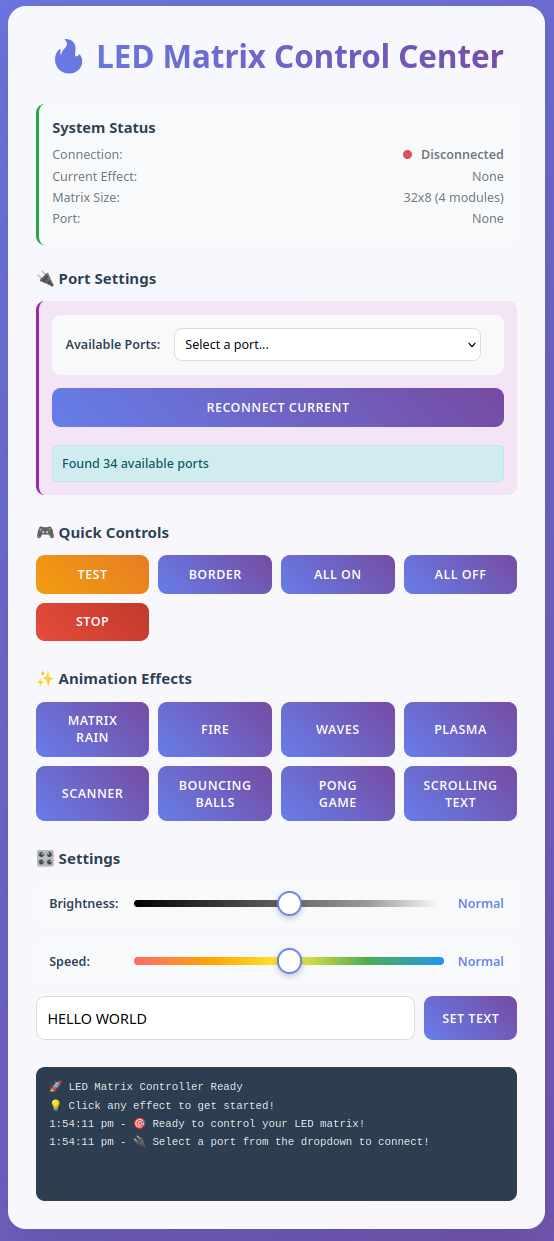 LED Matrix Control Center
System Status
Connection: Disconnected
Current Effect: None
Matrix Size: 32x8 (4 modules)
Port: None
🔌 Port Settings
Available Ports: Select a port...
RECONNECT CURRENT
Found 34 available ports
🎮 Quick Controls
TEST BORDER ALL ON ALL OFF
STOP
✨ Animation Effects
MATRIX RAIN FIRE WAVES PLASMA
SCANNER BOUNCING BALLS PONG GAME SCROLLING TEXT
🎛️ Settings
Brightness: Normal
Speed: Normal
HELLO WORLD SET TEXT
🚀 LED Matrix Controller Ready
💡 Click any effect to get started!
1:54:11 pm - 🎯 Ready to control your LED matrix!
1:54:11 pm - 🔌 Select a port from the dropdown to connect!